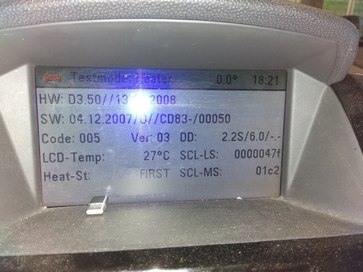 Testmode 0.0° 18:21
HW: D3.50// 2008
SW: 04.12.2007/ //CD83-/00050
Code: 005 Ver: 03 DD: 2.2S/6.0/-.-
LCD-Temp: 27°C SCL-LS: 0000047f
Heat-St: FIRST SCL-MS: 01c2